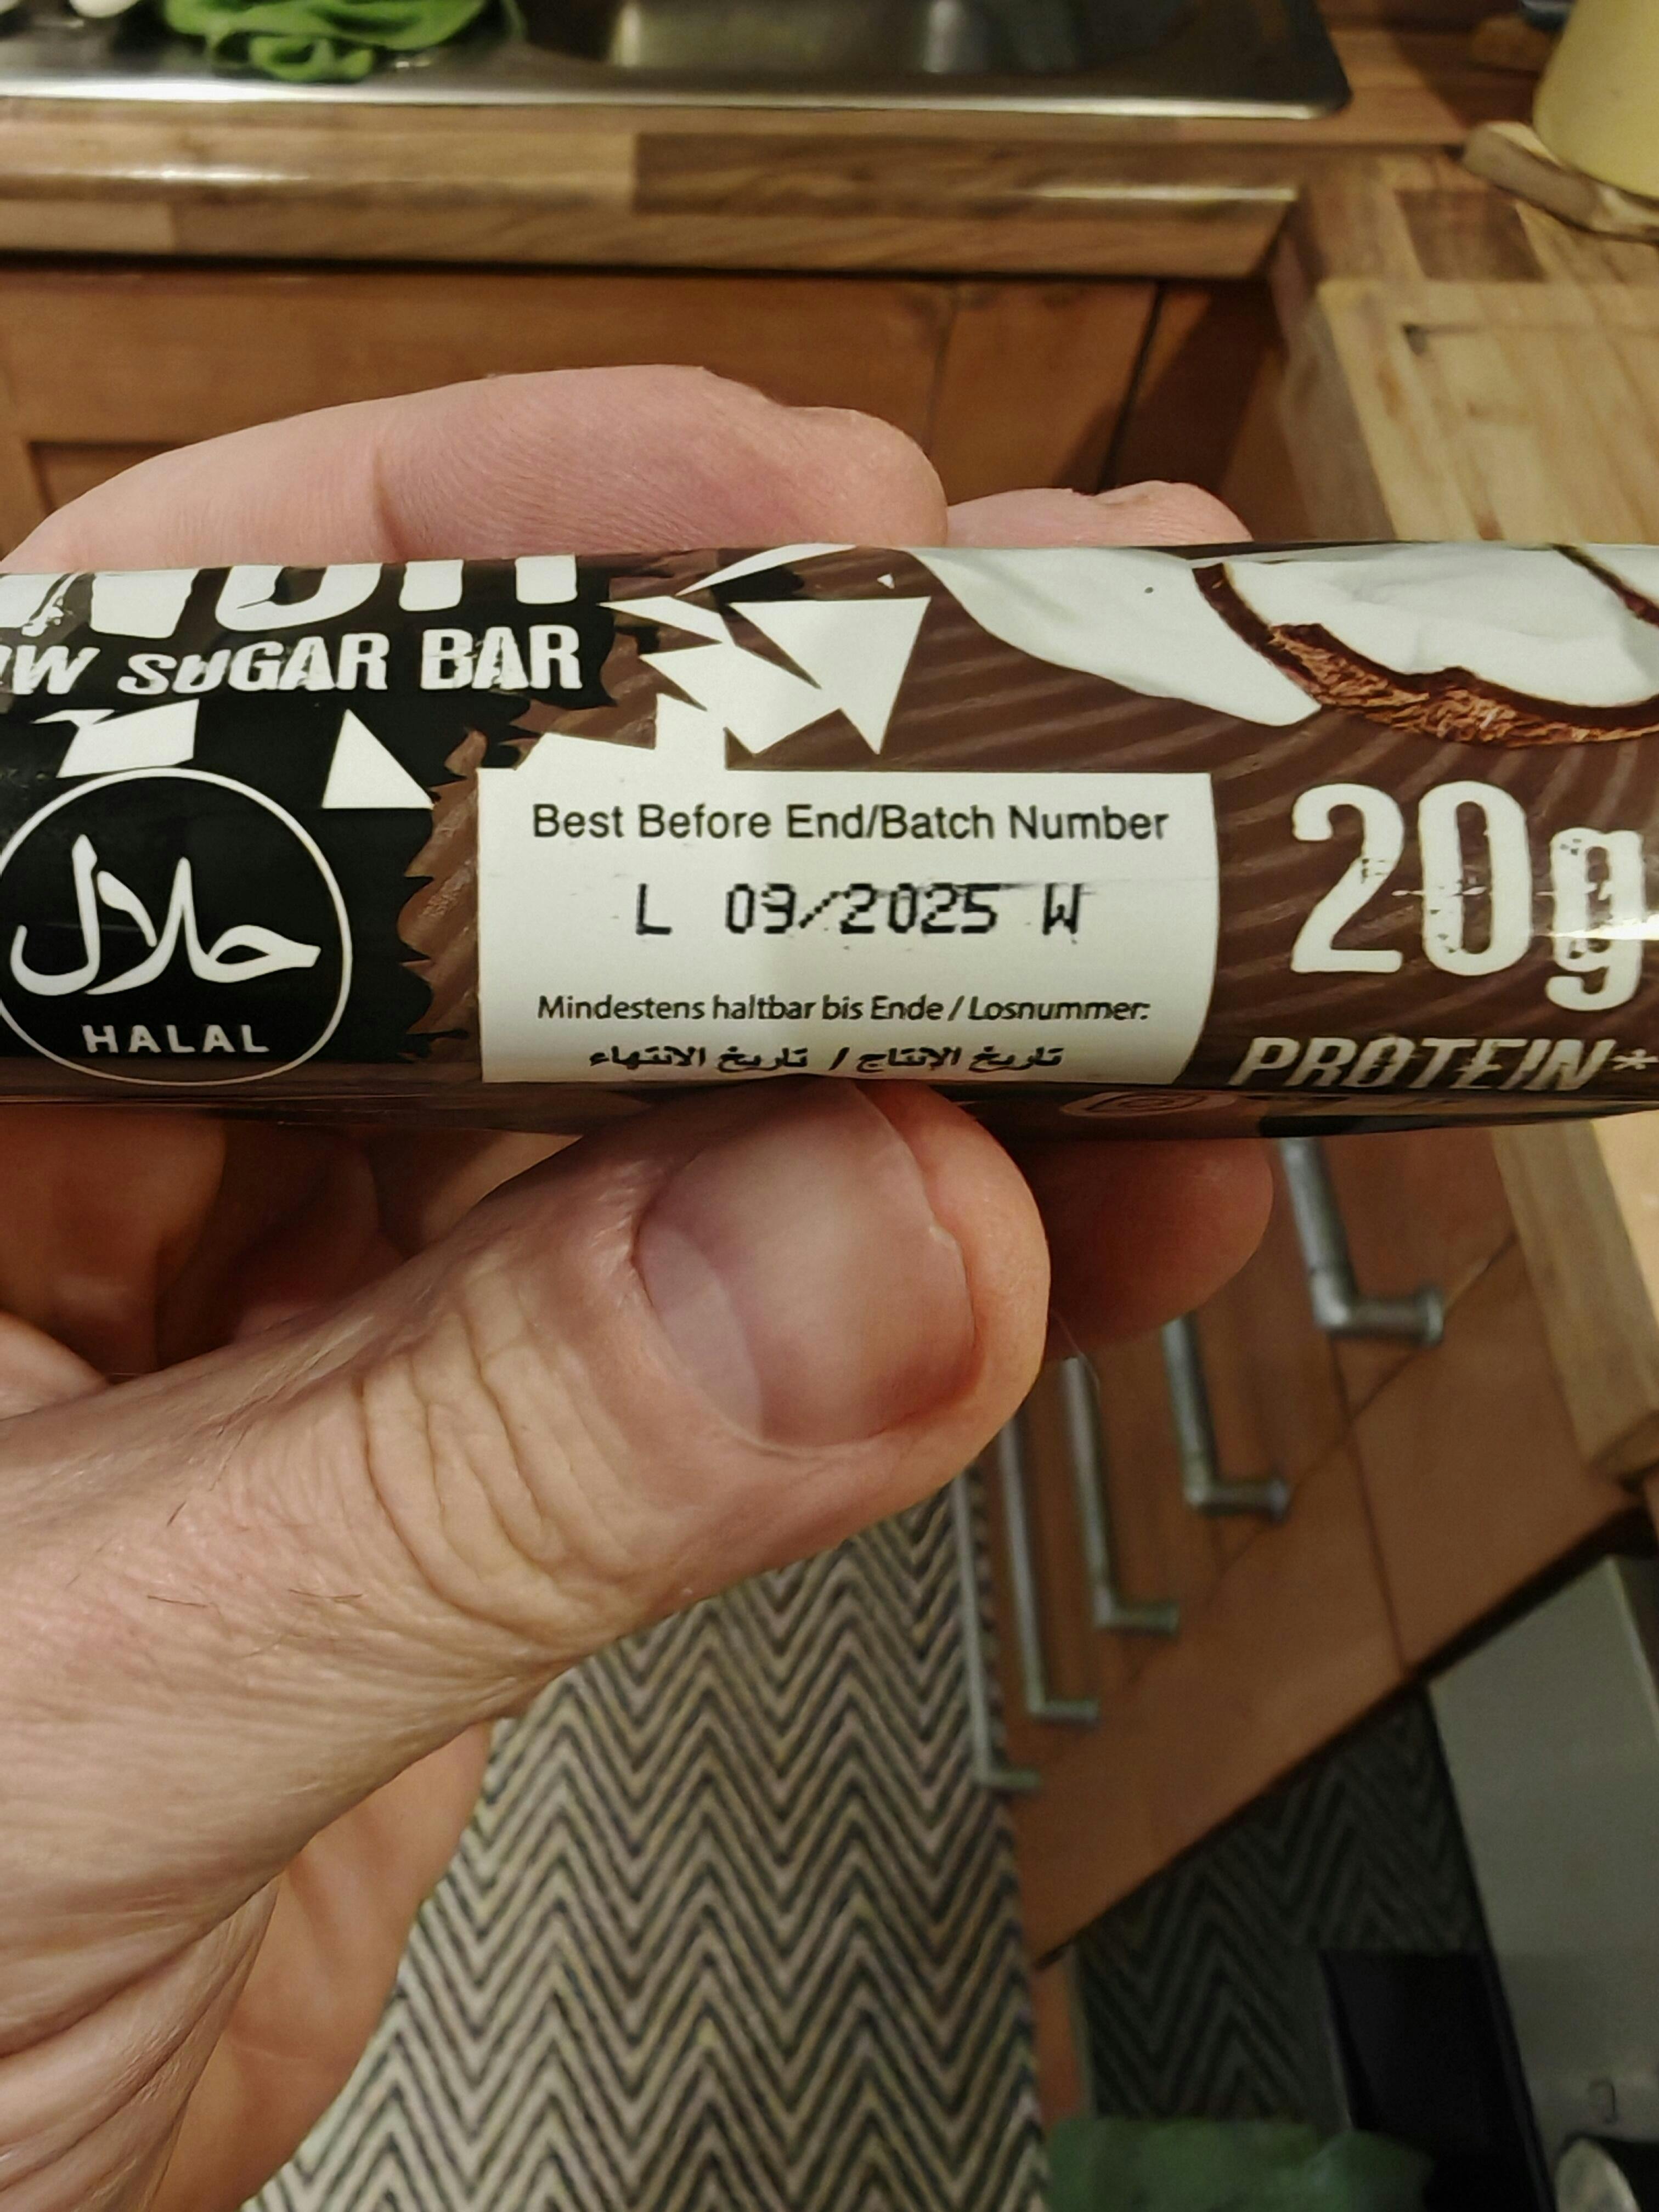 SUGAR BAR
حلال
HALAL
Best Before End/Batch Number
L 09/2025 W
Mindestens haltbar bis Ende / Losnummer:
تاريخ الإنتاج / تاريخ الانتهاء
20g
PROTEIN*